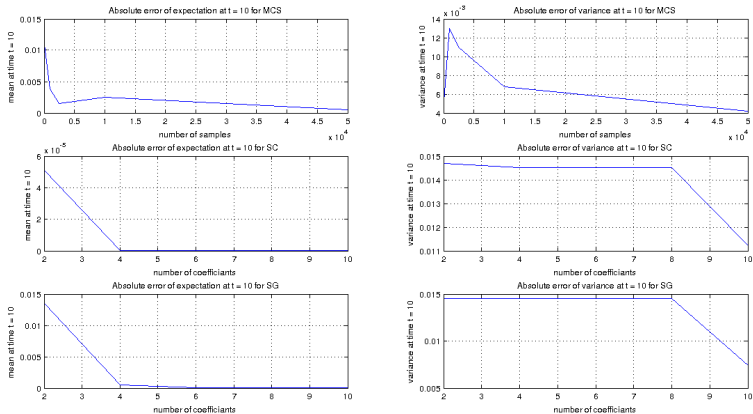 Absolute error of expectation at t = 10 for MCS
0.015
0.01
0.005
0
mean at time t = 10
0 0.5 1 1.5 2 2.5 3 3.5 4 4.5 5
number of samples
x 10^4
Absolute error of variance at t = 10 for MCS
x 10^-3
14
12
10
8
6
4
variance at time t = 10
0 0.5 1 1.5 2 2.5 3 3.5 4 4.5 5
number of samples
x 10^4
Absolute error of expectation at t = 10 for SC
x 10^-5
6
4
2
0
mean at time t = 10
2 3 4 5 6 7 8 9 10
number of coefficiants
Absolute error of variance at t = 10 for SC
0.015
0.014
0.013
0.012
0.011
variance at time t = 10
2 3 4 5 6 7 8 9 10
number of coefficiants
Absolute error of expectation at t = 10 for SG
0.015
0.01
0.005
0
mean at time t = 10
2 3 4 5 6 7 8 9 10
number of coefficiants
Absolute error of variance at t = 10 for SG
0.015
0.01
0.005
variance at time t = 10
2 3 4 5 6 7 8 9 10
number of coefficiants